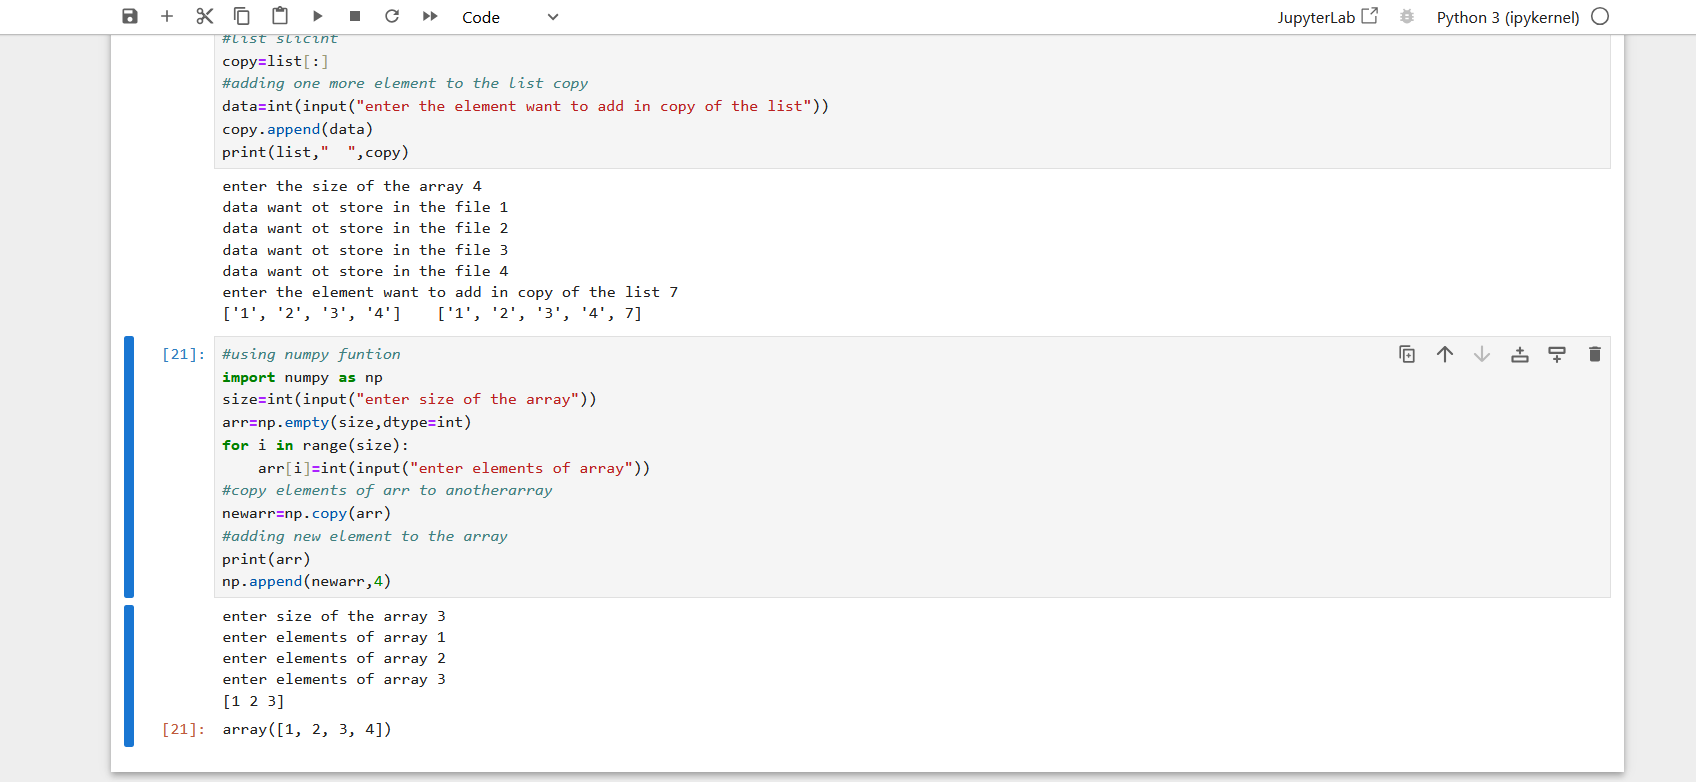 Code
JupyterLab
Python 3 (ipykernel)
#list slicint
copy=list[:]
#adding one more element to the list copy
data=int(input("enter the element want to add in copy of the list"))
copy.append(data)
print(list,"  ",copy)
enter the size of the array 4
data want ot store in the file 1
data want ot store in the file 2
data want ot store in the file 3
data want ot store in the file 4
enter the element want to add in copy of the list 7
['1', '2', '3', '4']    ['1', '2', '3', '4', 7]
[21]:
#using numpy funtion
import numpy as np
size=int(input("enter size of the array"))
arr=np.empty(size,dtype=int)
for i in range(size):
    arr[i]=int(input("enter elements of array"))
#copy elements of arr to anotherarray
newarr=np.copy(arr)
#adding new element to the array
print(arr)
np.append(newarr,4)
enter size of the array 3
enter elements of array 1
enter elements of array 2
enter elements of array 3
[1 2 3]
[21]: array([1, 2, 3, 4])